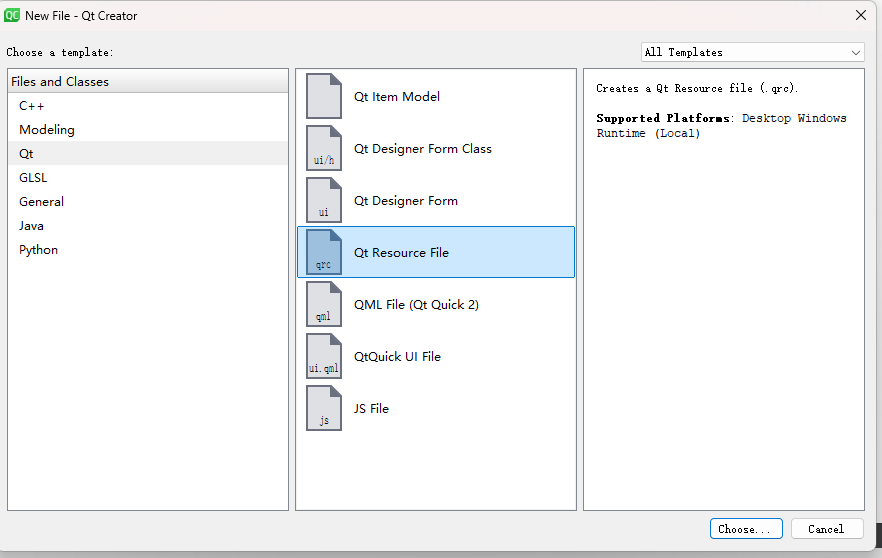 QC New File - Qt Creator
Choose a template:
All Templates
Files and Classes
C++
Modeling
Qt
GLSL
General
Java
Python
Qt Item Model
ui/h Qt Designer Form Class
ui Qt Designer Form
qrc Qt Resource File
qml QML File (Qt Quick 2)
ui.qml QtQuick UI File
js JS File
Creates a Qt Resource file (.qrc).
Supported Platforms: Desktop Windows
Runtime (Local)
Choose...
Cancel